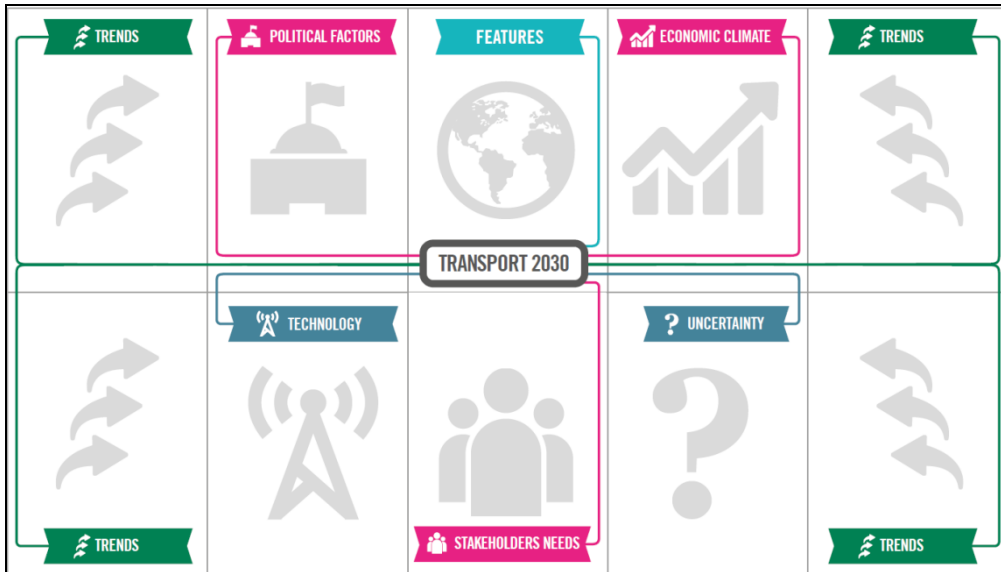 TRENDS
POLITICAL FACTORS
FEATURES
ECONOMIC CLIMATE
TRENDS
TRANSPORT 2030
TECHNOLOGY
? UNCERTAINTY
TRENDS
STAKEHOLDERS NEEDS
TRENDS